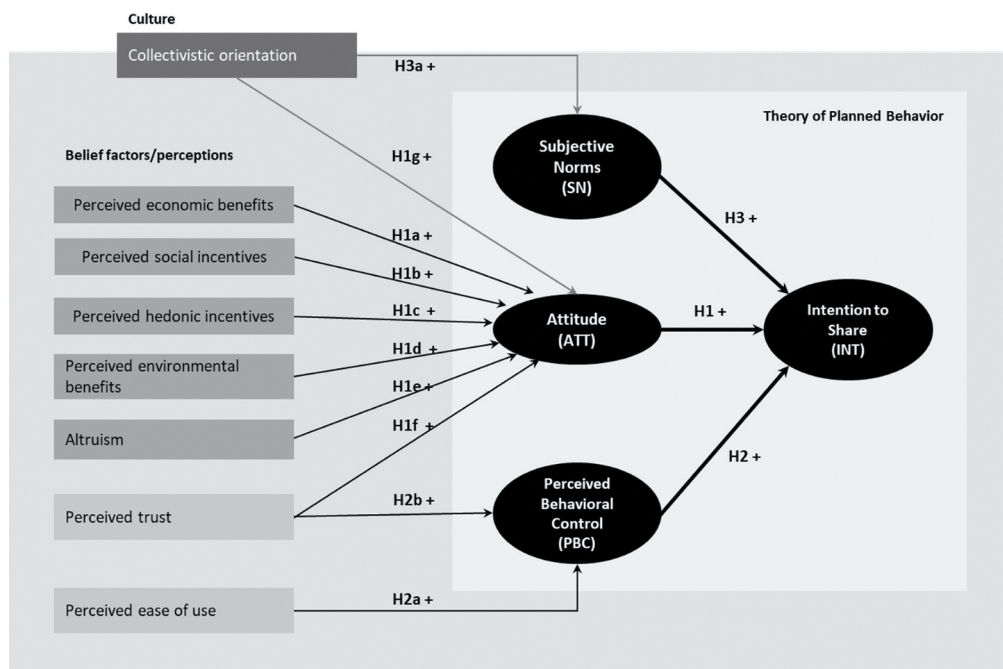 Culture
Collectivistic orientation
H3a +
Theory of Planned Behavior
Subjective
Norms
(SN)
H1g +
Belief factors/perceptions
Perceived economic benefits
H3 +
H1a +
Perceived social incentives
H1b +
Perceived hedonic incentives
H1c +
Attitude
(ATT)
H1 +
Intention to
Share
(INT)
Perceived environmental
benefits
H1d +
H1e+
Altruism
H1f +
H2 +
Perceived trust
H2b +
Perceived
Behavioral
Control
(PBC)
Perceived ease of use
H2a +